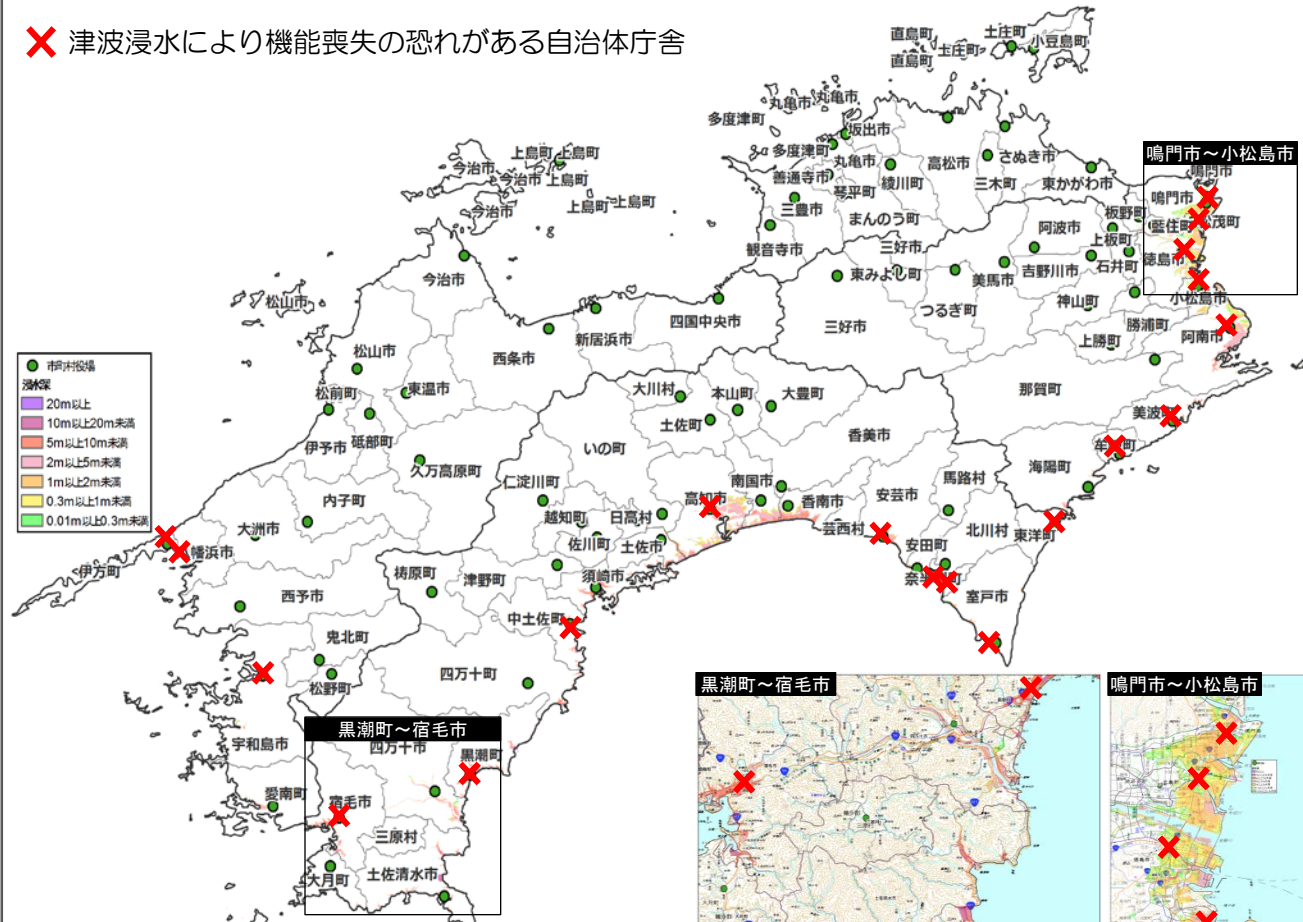 津波浸水により機能喪失の恐れがある自治体庁舎
直島町
直島町
土庄町
土庄町
小豆島町
丸亀市
丸亀市
多度津町
坂出市
多度津町
丸亀市
高松市
さぬき市
善通寺市
琴平町
綾川町
三木町
東かがわ市
三豊市
まんのう町
観音寺市
鳴門市~小松島市
鳴門市
鳴門市
板野町
藍住町
松茂町
阿波市
上板町
徳島市
石井町
三好市
東みよし町
美馬市
吉野川市
つるぎ町
神山町
小松島市
三好市
勝浦町
上勝町
阿南市
那賀町
美波町
牟岐町
海陽町
上島町
上島町
今治市
今治市
上島町
今治市
上島町
上島町
今治市
松山市
四国中央市
新居浜市
西条市
松山市
東温市
松前町
伊予市
砥部町
久万高原町
内子町
大洲市
八幡浜市
伊方町
西予市
鬼北町
松野町
宇和島市
愛南町
市町村役場
浸水深
20m以上
10m以上20m未満
5m以上10m未満
2m以上5m未満
1m以上2m未満
0.3m以上1m未満
0.01m以上0.3m未満
大川村
本山町
大豊町
土佐町
いの町
香美市
仁淀川町
高知市
南国市
香南市
安芸市
馬路村
越知町
日高村
芸西村
北川村
東洋町
佐川町
土佐市
安田町
須崎市
室戸市
梼原町
津野町
中土佐町
四万十町
黒潮町~宿毛市
四万十市
黒潮町
宿毛市
三原村
大月町
土佐清水市
黒潮町~宿毛市
鳴門市~小松島市